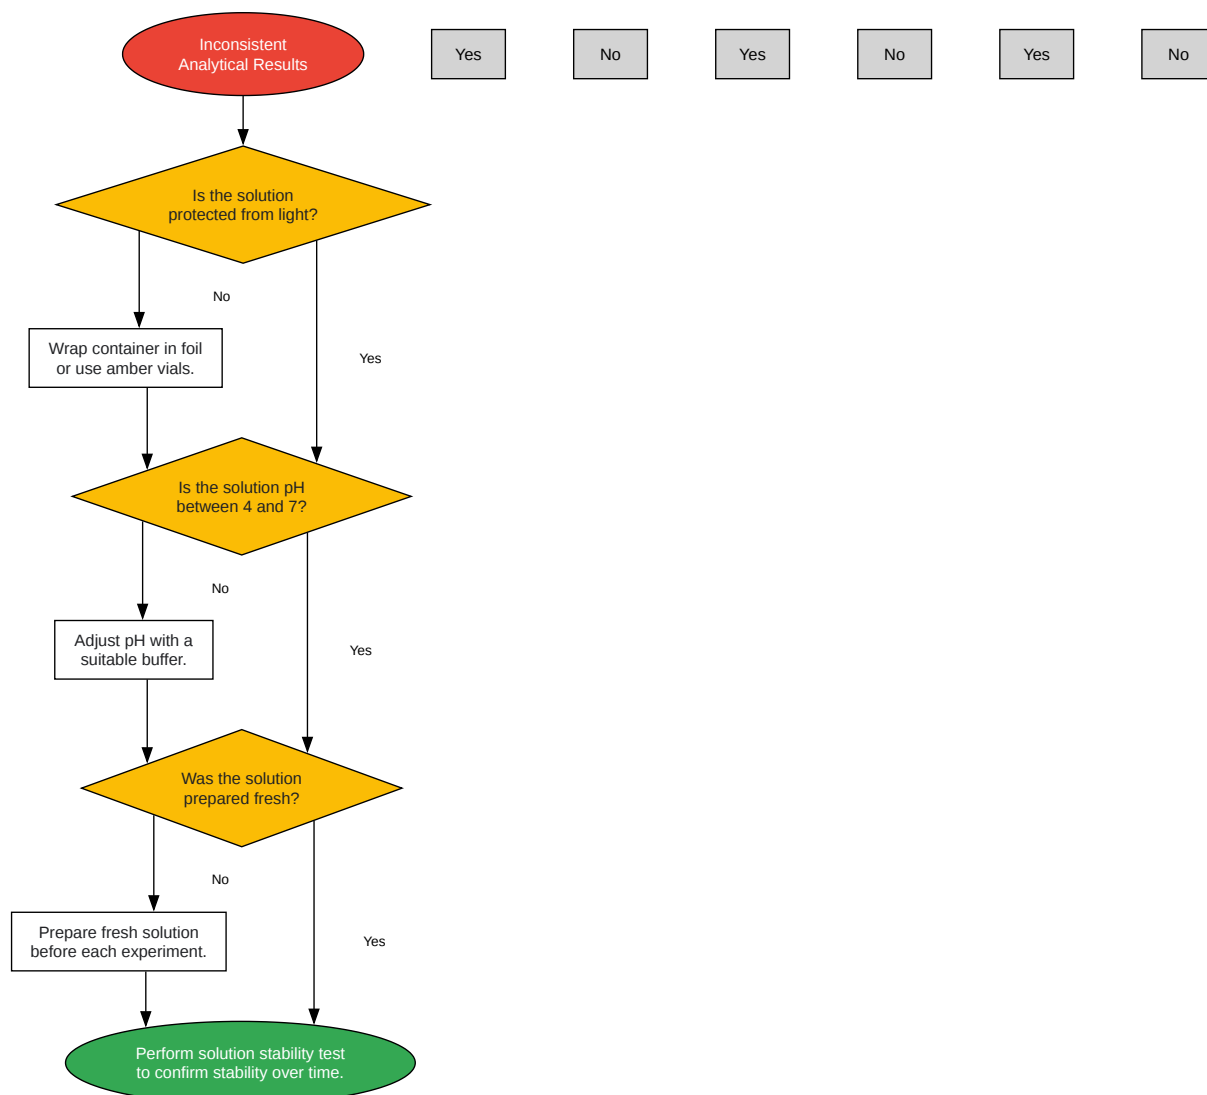 Inconsistent
Analytical Results
Yes
No
Yes
No
Yes
No
Is the solution
protected from light?
No
Wrap container in foil
or use amber vials.
Yes
Is the solution pH
between 4 and 7?
No
Adjust pH with a
suitable buffer.
Yes
Was the solution
prepared fresh?
No
Prepare fresh solution
before each experiment.
Yes
Perform solution stability test
to confirm stability over time.